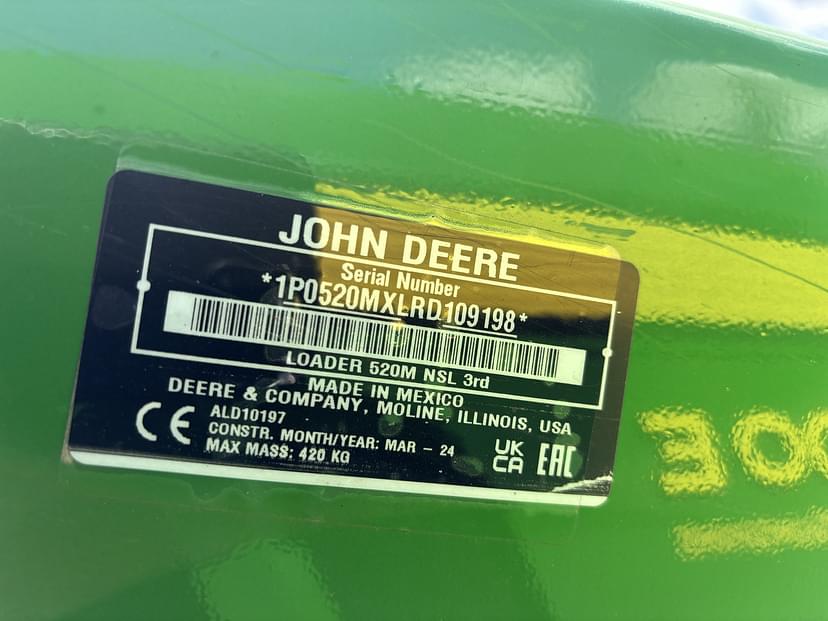 JOHN DEERE
Serial Number
*1P0520MXLRD109198*
LOADER 520M NSL 3rd
MADE IN MEXICO
DEERE & COMPANY, MOLINE, ILLINOIS, USA
ALD10197
CONSTR. MONTH/YEAR: MAR - 24
MAX MASS: 420 KG
CE
UK
CA
EAC